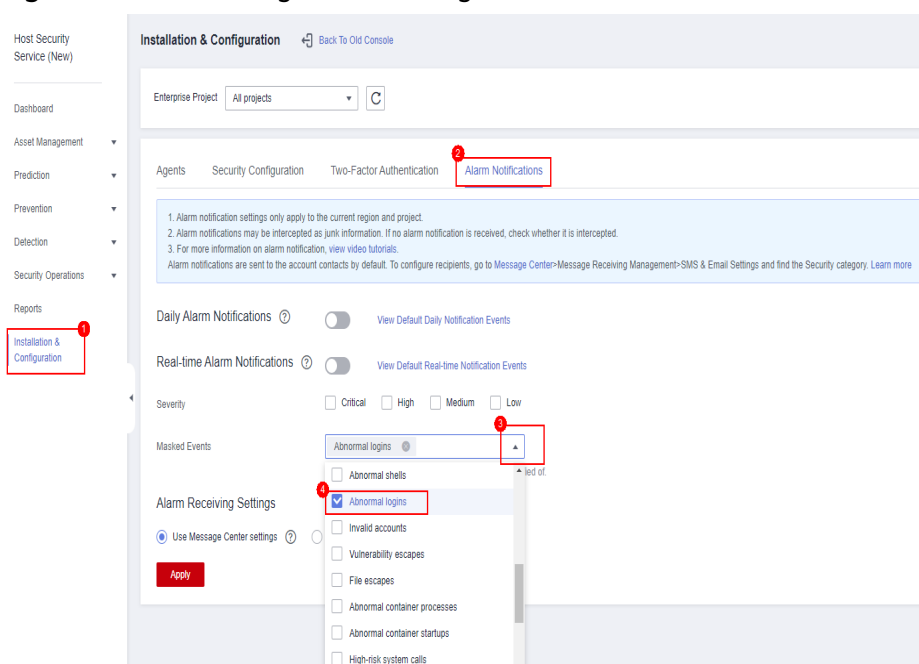 Host Security
Service (New)
Dashboard
Asset Management
Prediction
Prevention
Detection
Security Operations
Reports
1
Installation &
Configuration
Installation & Configuration Back To Old Console
Enterprise Project All projects
2
Agents Security Configuration Two-Factor Authentication Alarm Notifications
1. Alarm notification settings only apply to the current region and project.
2. Alarm notifications may be intercepted as junk information. If no alarm notification is received, check whether it is intercepted.
3. For more information on alarm notification, view video tutorials.
Alarm notifications are sent to the account contacts by default. To configure recipients, go to Message Center>Message Receiving Management>SMS & Email Settings and find the Security category. Learn more
Daily Alarm Notifications ? View Default Daily Notification Events
Real-time Alarm Notifications ? View Default Real-time Notification Events
Severity Critical High Medium Low
3
Masked Events Abnormal logins
ied of.
Abnormal shells
4
Abnormal logins
Invalid accounts
Vulnerability escapes
File escapes
Abnormal container processes
Abnormal container startups
High-risk system calls
Alarm Receiving Settings
Use Message Center settings ?
Apply